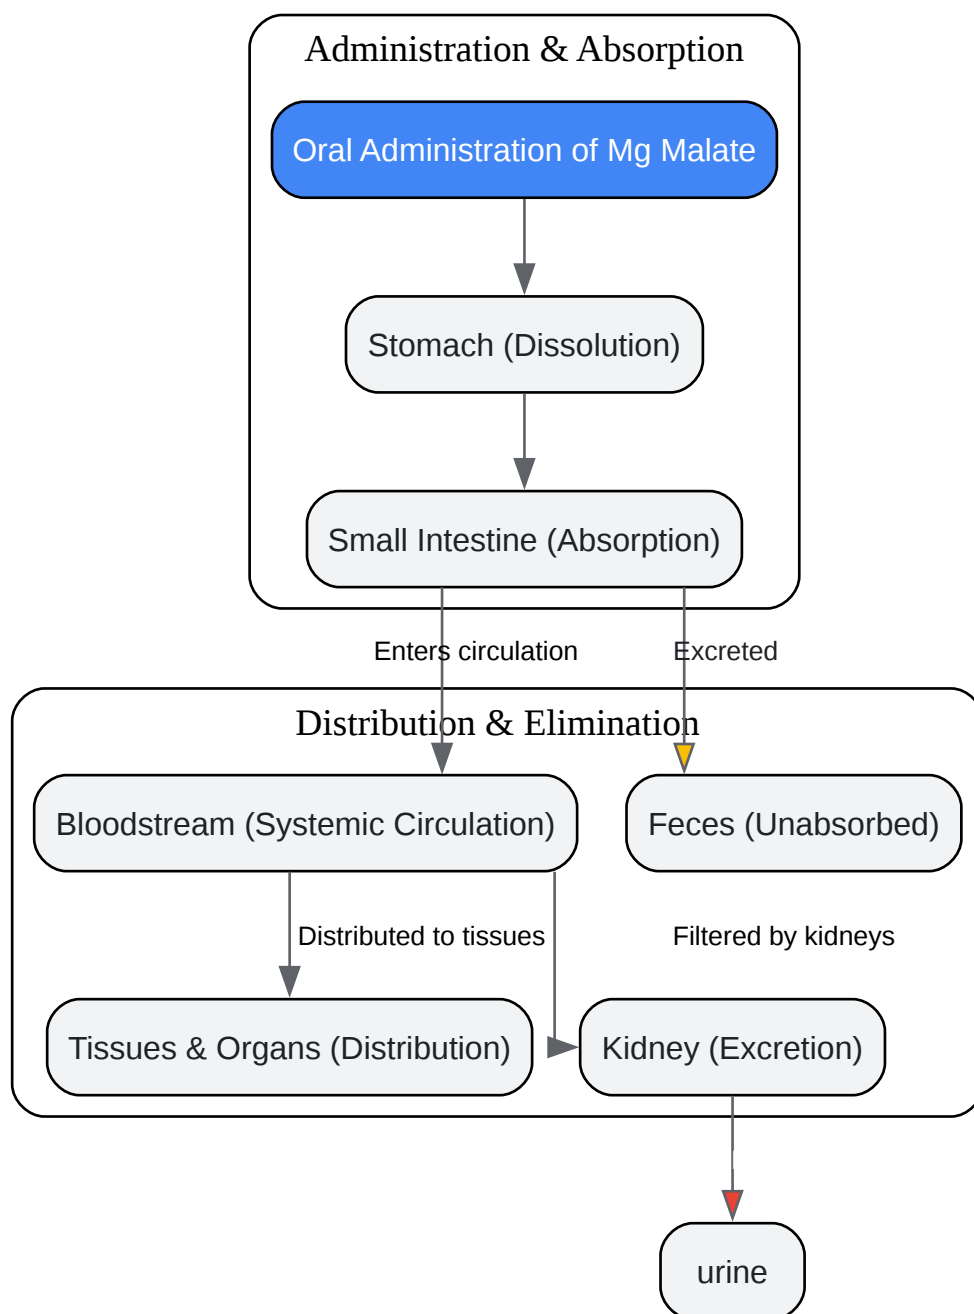 Administration & Absorption
Oral Administration of Mg Malate
Stomach (Dissolution)
Small Intestine (Absorption)
Enters circulation
Excreted
Distribution & Elimination
Bloodstream (Systemic Circulation)
Feces (Unabsorbed)
Distributed to tissues
Filtered by kidneys
Tissues & Organs (Distribution)
Kidney (Excretion)
urine